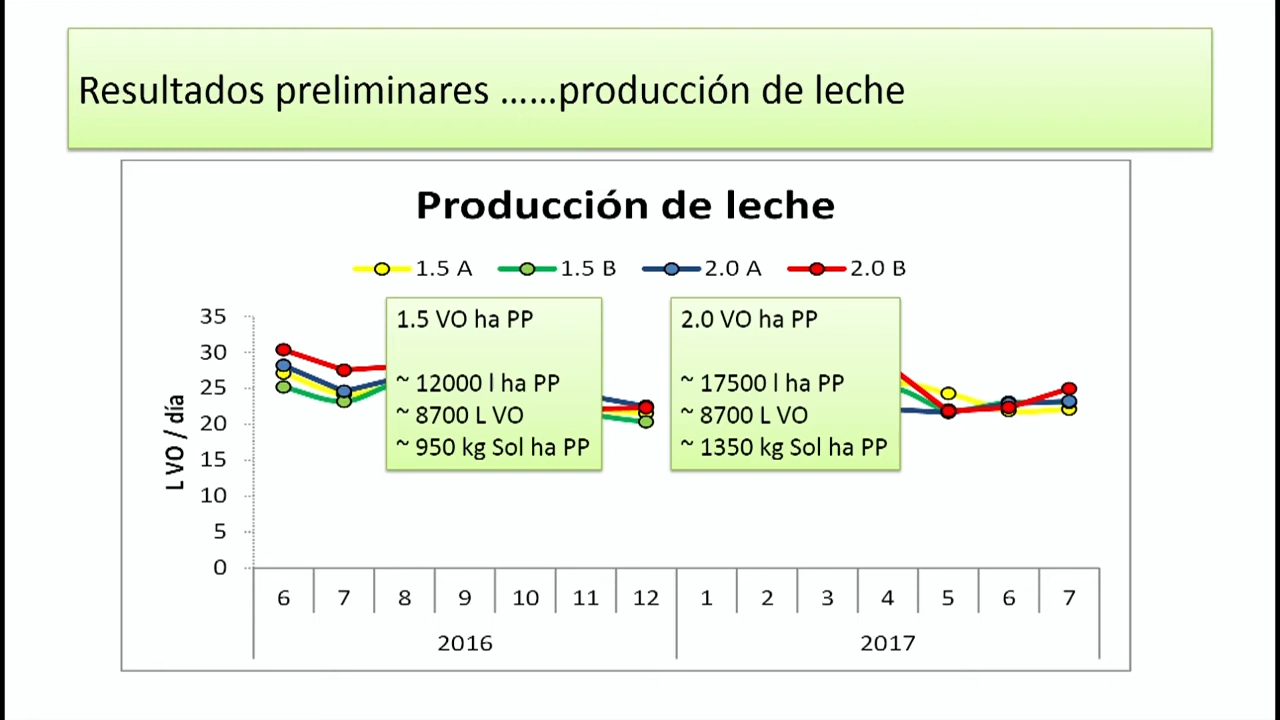 Resultados preliminares ……producción de leche
Producción de leche
1.5 A 1.5 B 2.0 A 2.0 B
1.5 VO ha PP
~ 12000 l ha PP
~ 8700 L VO
~ 950 kg Sol ha PP
2.0 VO ha PP
~ 17500 l ha PP
~ 8700 L VO
~ 1350 kg Sol ha PP
L VO / día
35
30
25
20
15
10
5
0
6 7 8 9 10 11 12 1 2 3 4 5 6 7
2016 2017